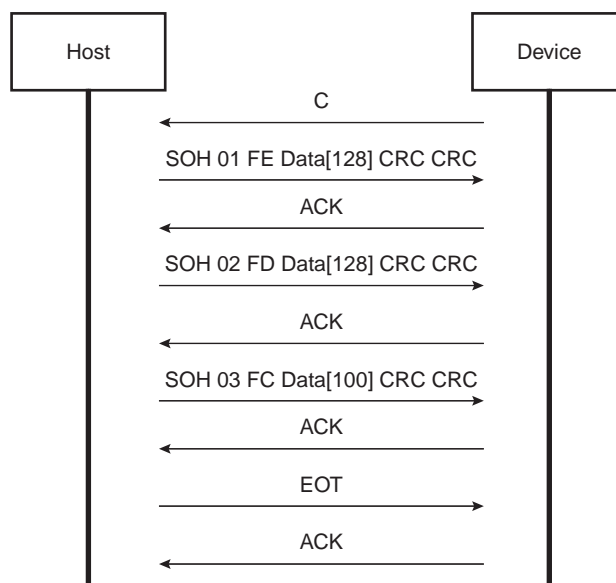 Host
Device
C
SOH 01 FE Data[128] CRC CRC
ACK
SOH 02 FD Data[128] CRC CRC
ACK
SOH 03 FC Data[100] CRC CRC
ACK
EOT
ACK